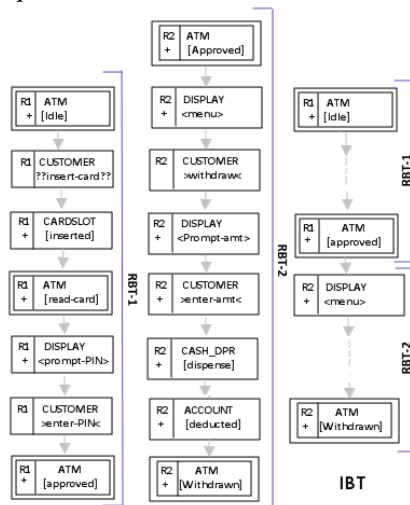 R1 ATM
+ [Idle]
R1 CUSTOMER
+ ??insert-card??
R1 CARDSLOT
+ [inserted]
R1 ATM
+ [read-card]
R1 DISPLAY
+ <prompt-PIN>
R1 CUSTOMER
+ >enter-PIN<
R1 ATM
+ [approved]
RBT-1
R2 ATM
+ [Approved]
R2 DISPLAY
+ <menu>
R2 CUSTOMER
+ >withdraw<
R2 DISPLAY
+ <Prompt-amt>
R2 CUSTOMER
+ >enter-amt<
R2 CASH_DPR
+ [dispense]
R2 ACCOUNT
+ [deducted]
R2 ATM
+ [Withdrawn]
RBT-2
R1 ATM
+ [Idle]
R1 ATM
+ [approved]
R2 DISPLAY
+ <menu>
R2 ATM
+ [Withdrawn]
RBT-1
RBT-2
IBT